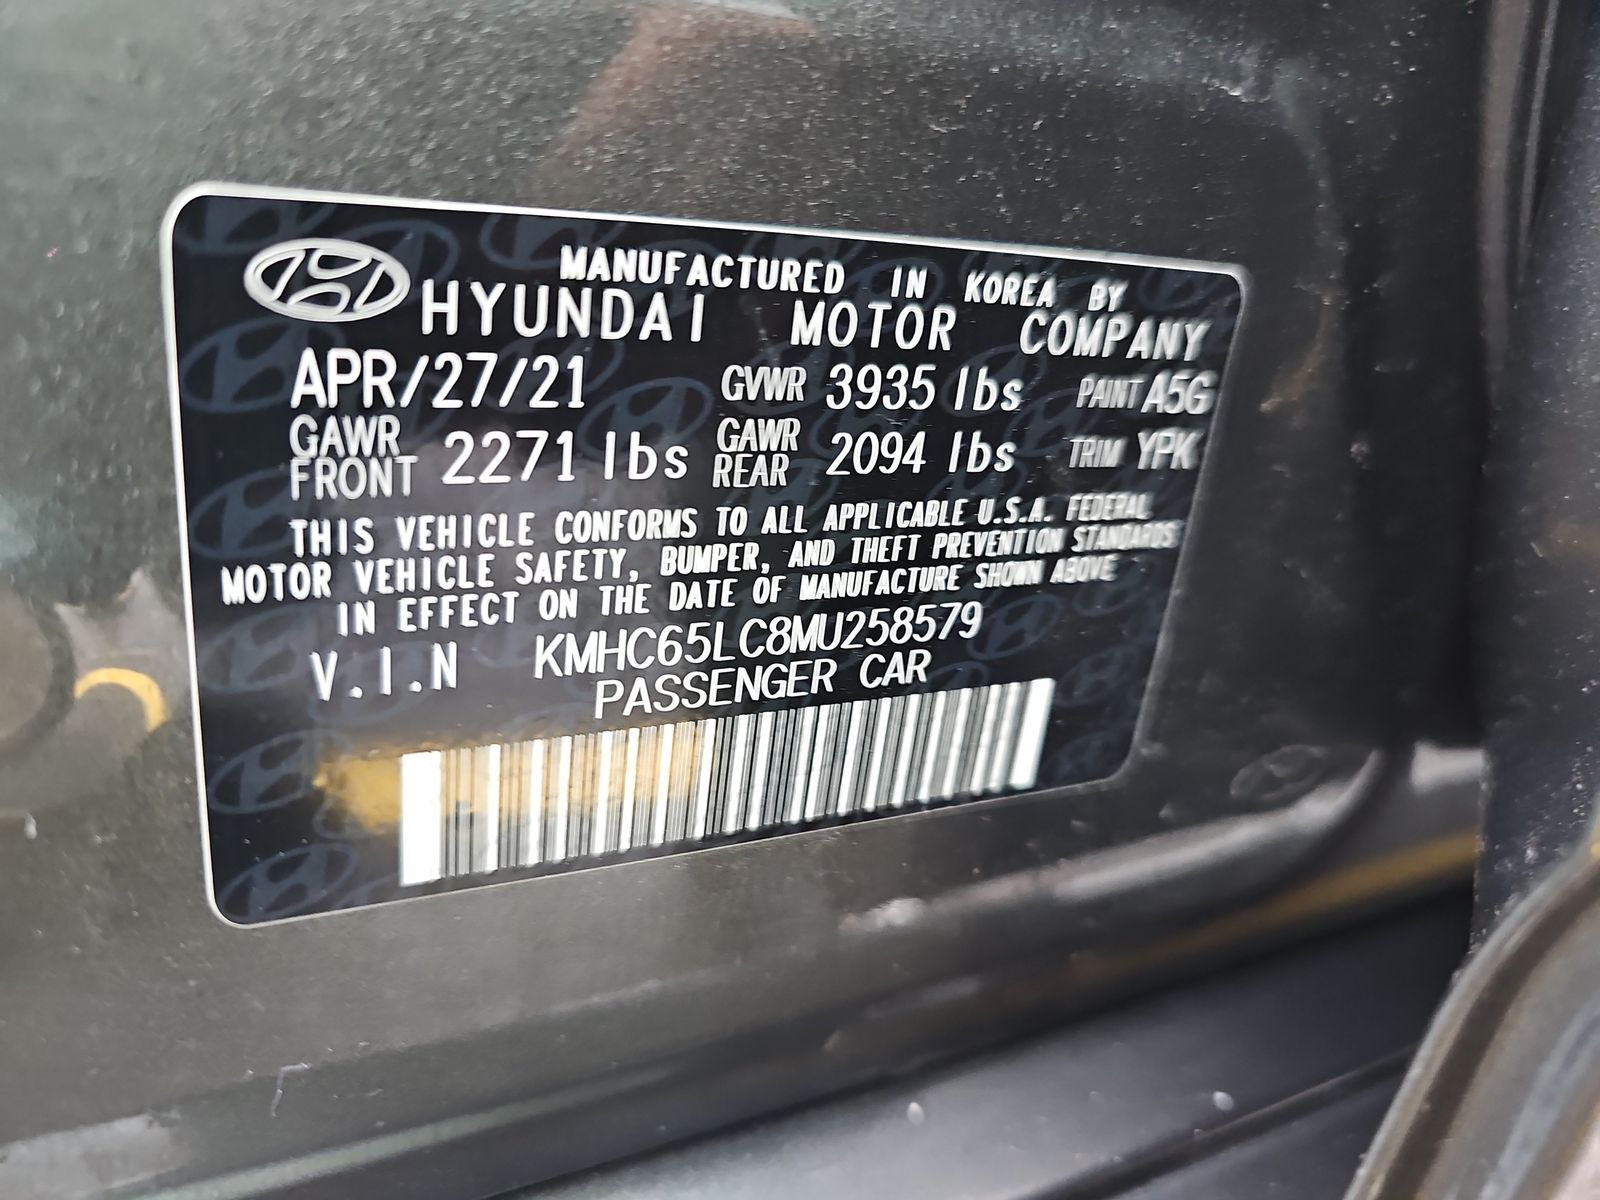 MANUFACTURED IN KOREA BY
HYUNDAI MOTOR COMPANY
APR/27/21 GVWR 3935 lbs PAINT A5G
GAWR FRONT 2271 lbs GAWR REAR 2094 lbs TRIM YPK
THIS VEHICLE CONFORMS TO ALL APPLICABLE U.S.A. FEDERAL
MOTOR VEHICLE SAFETY, BUMPER, AND THEFT PREVENTION STANDARDS
IN EFFECT ON THE DATE OF MANUFACTURE SHOWN ABOVE
V.I.N KMHC65LC8MU258579
PASSENGER CAR